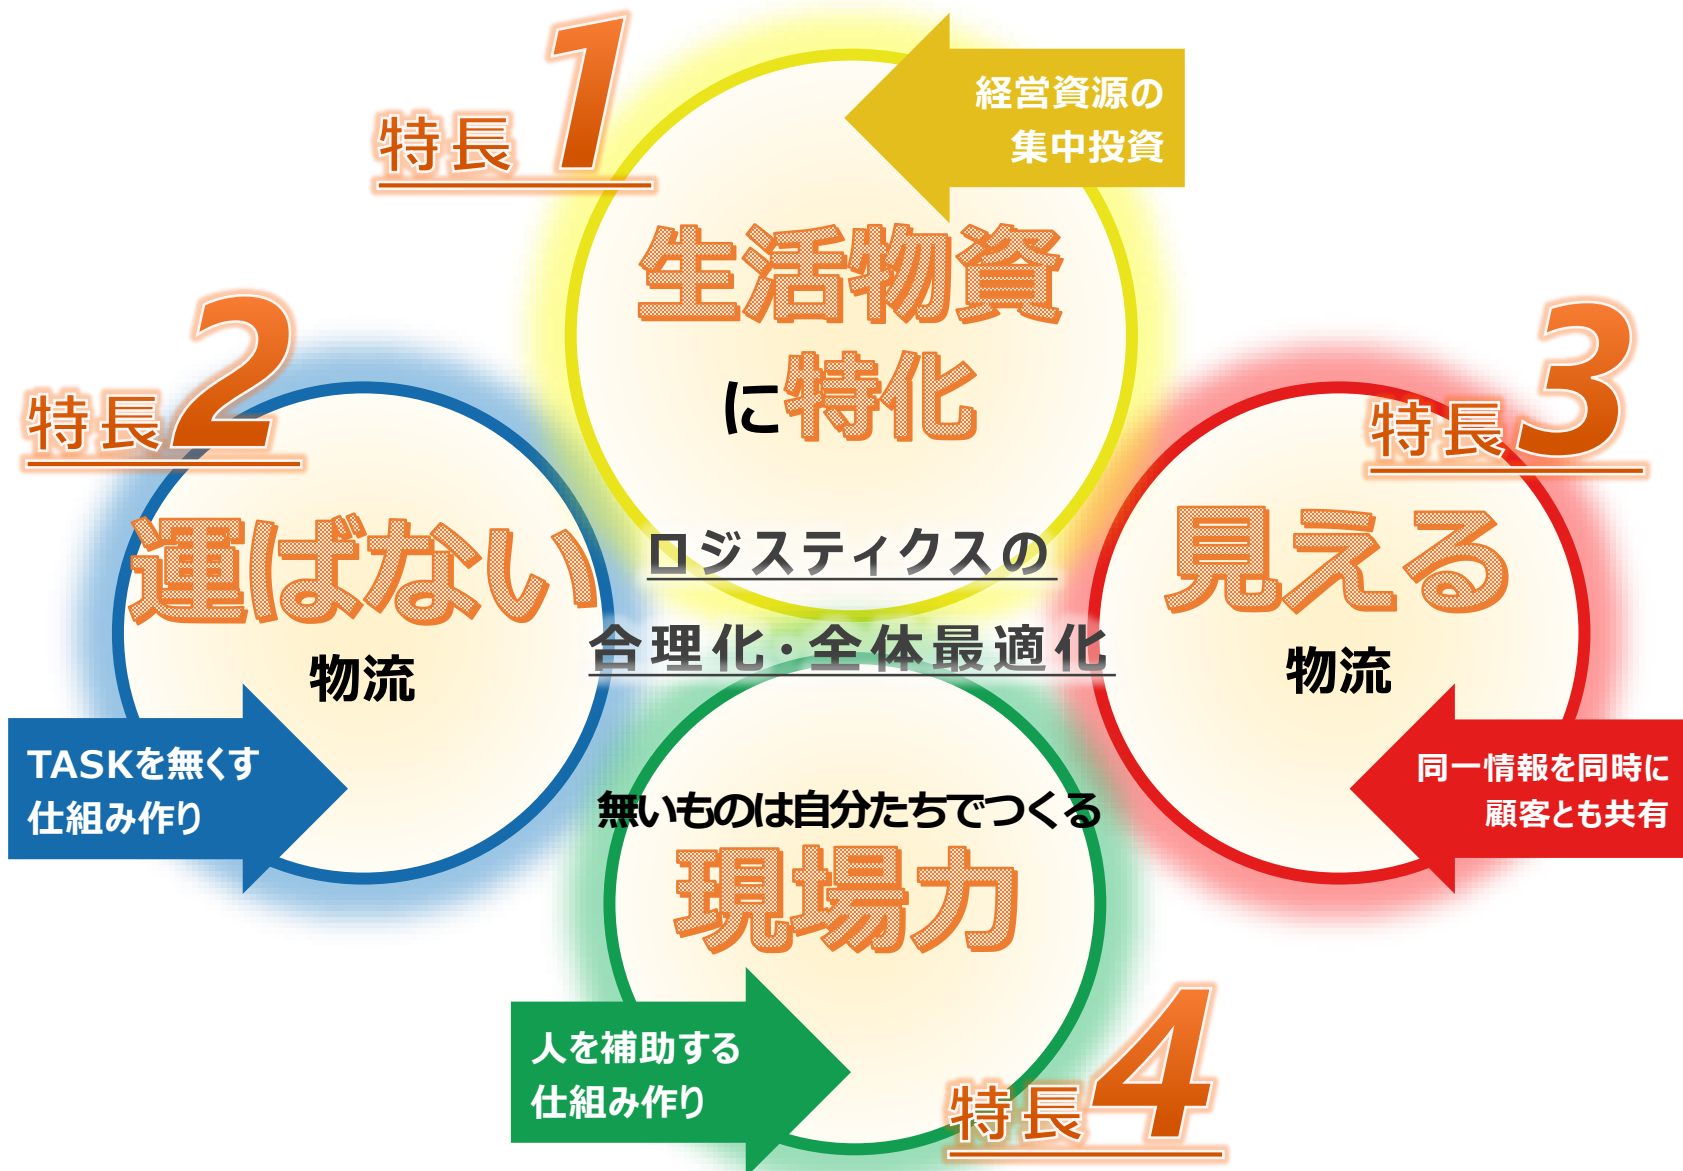 特長1
経営資源の
集中投資
生活物資
に特化
特長2
運ばない
物流
TASKを無くす
仕組み作り
特長3
見える
物流
同一情報を同時に
顧客とも共有
ロジスティクスの
合理化・全体最適化
無いものは自分たちでつくる
現場力
人を補助する
仕組み作り
特長4